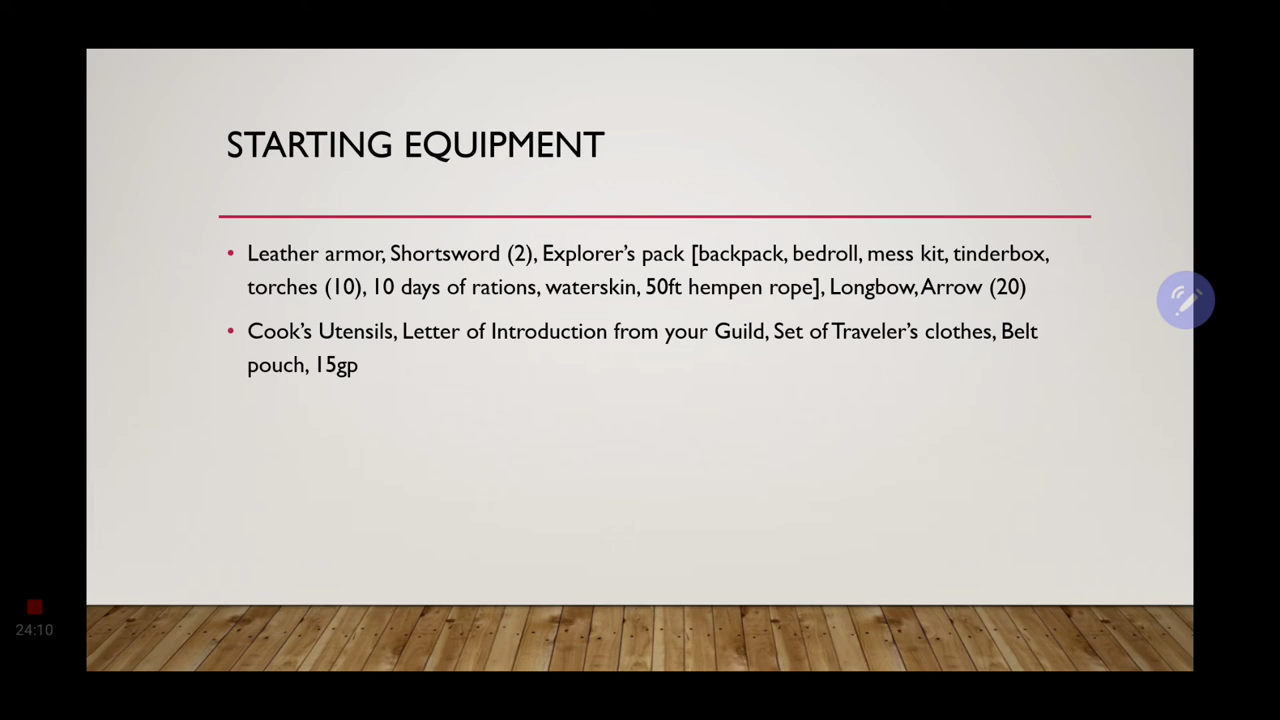 STARTING EQUIPMENT
• Leather armor, Shortsword (2), Explorer’s pack [backpack, bedroll, mess kit, tinderbox,
torches (10), 10 days of rations, waterskin, 50ft hempen rope], Longbow, Arrow (20)
• Cook’s Utensils, Letter of Introduction from your Guild, Set of Traveler’s clothes, Belt
pouch, 15gp
24:10